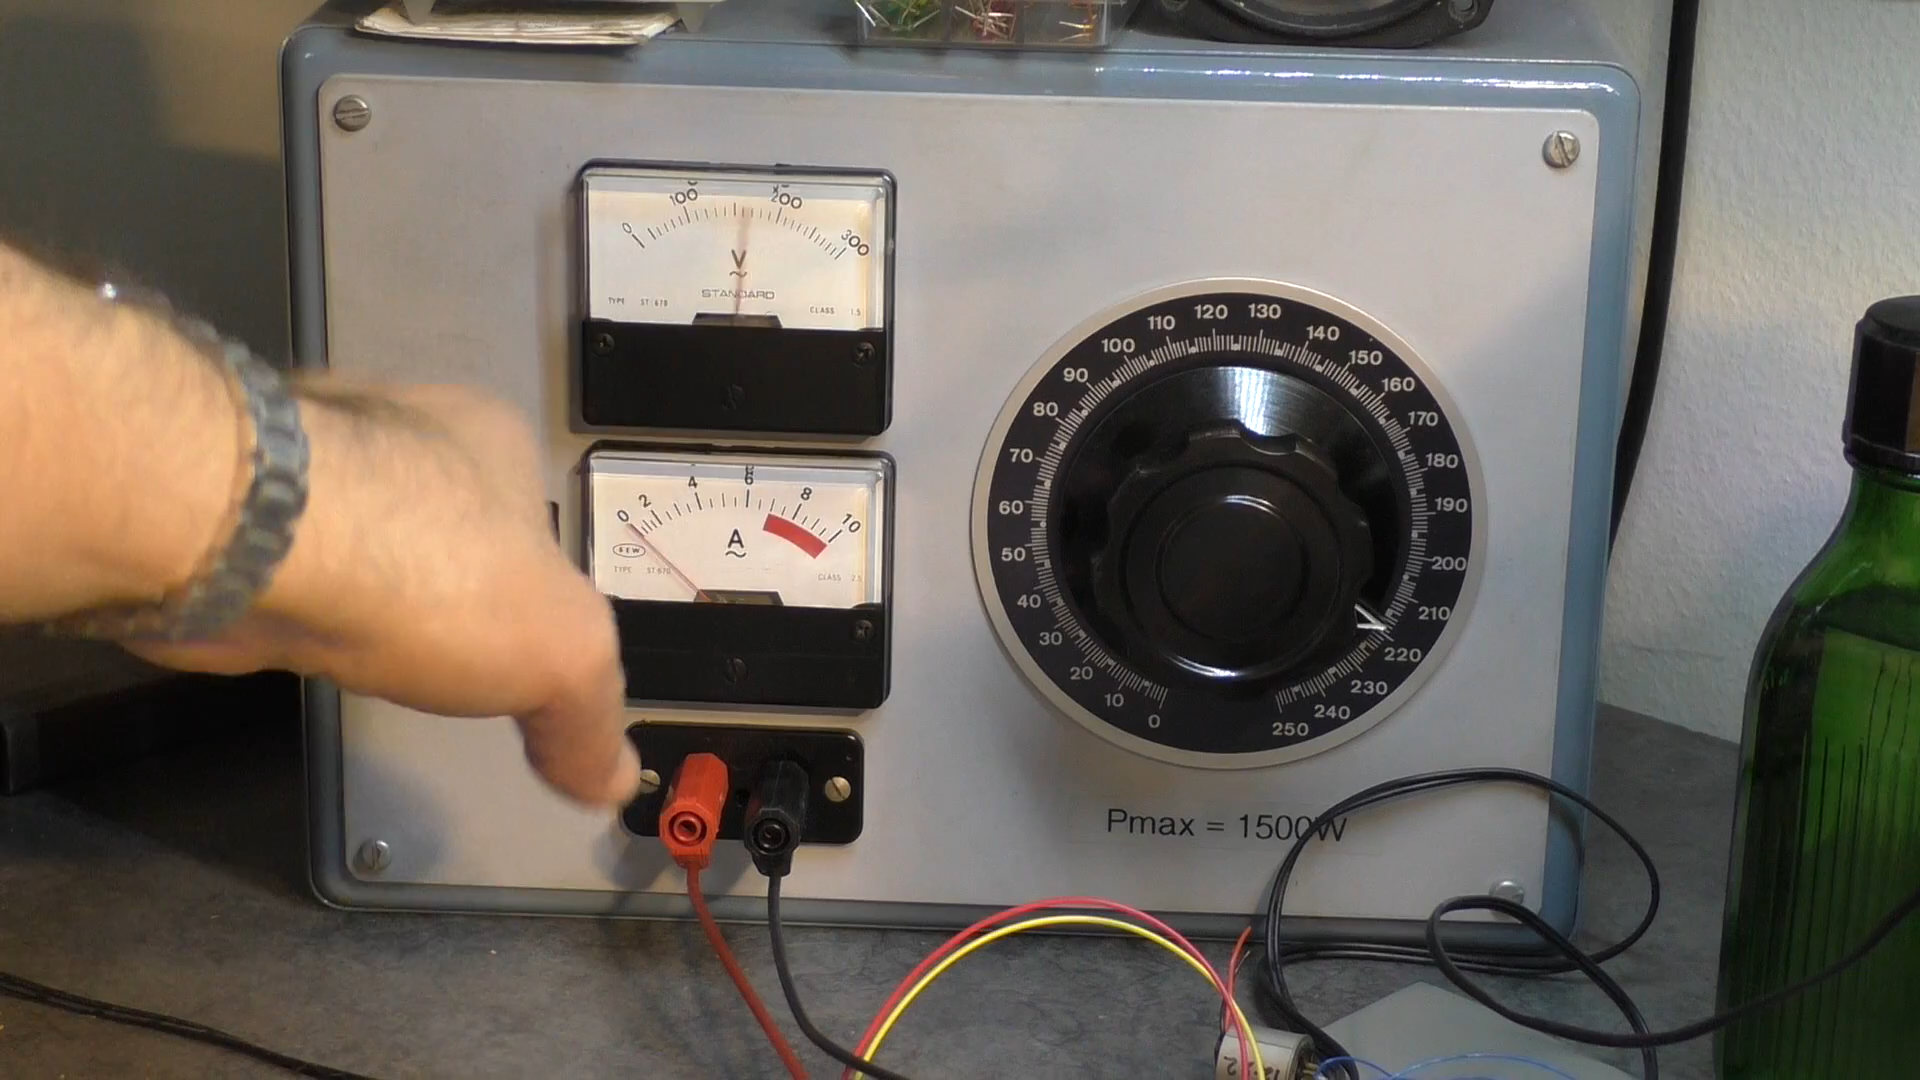 0 100 200 300
V
STANDARD
TYPE ST 670 CLASS 1.5
0 2 4 6 8 10
A
SEW
TYPE ST 670 CLASS 2.5
0 10 20 30 40 50 60 70 80 90 100 110 120 130 140 150 160 170 180 190 200 210 220 230 240 250
Pmax = 1500W